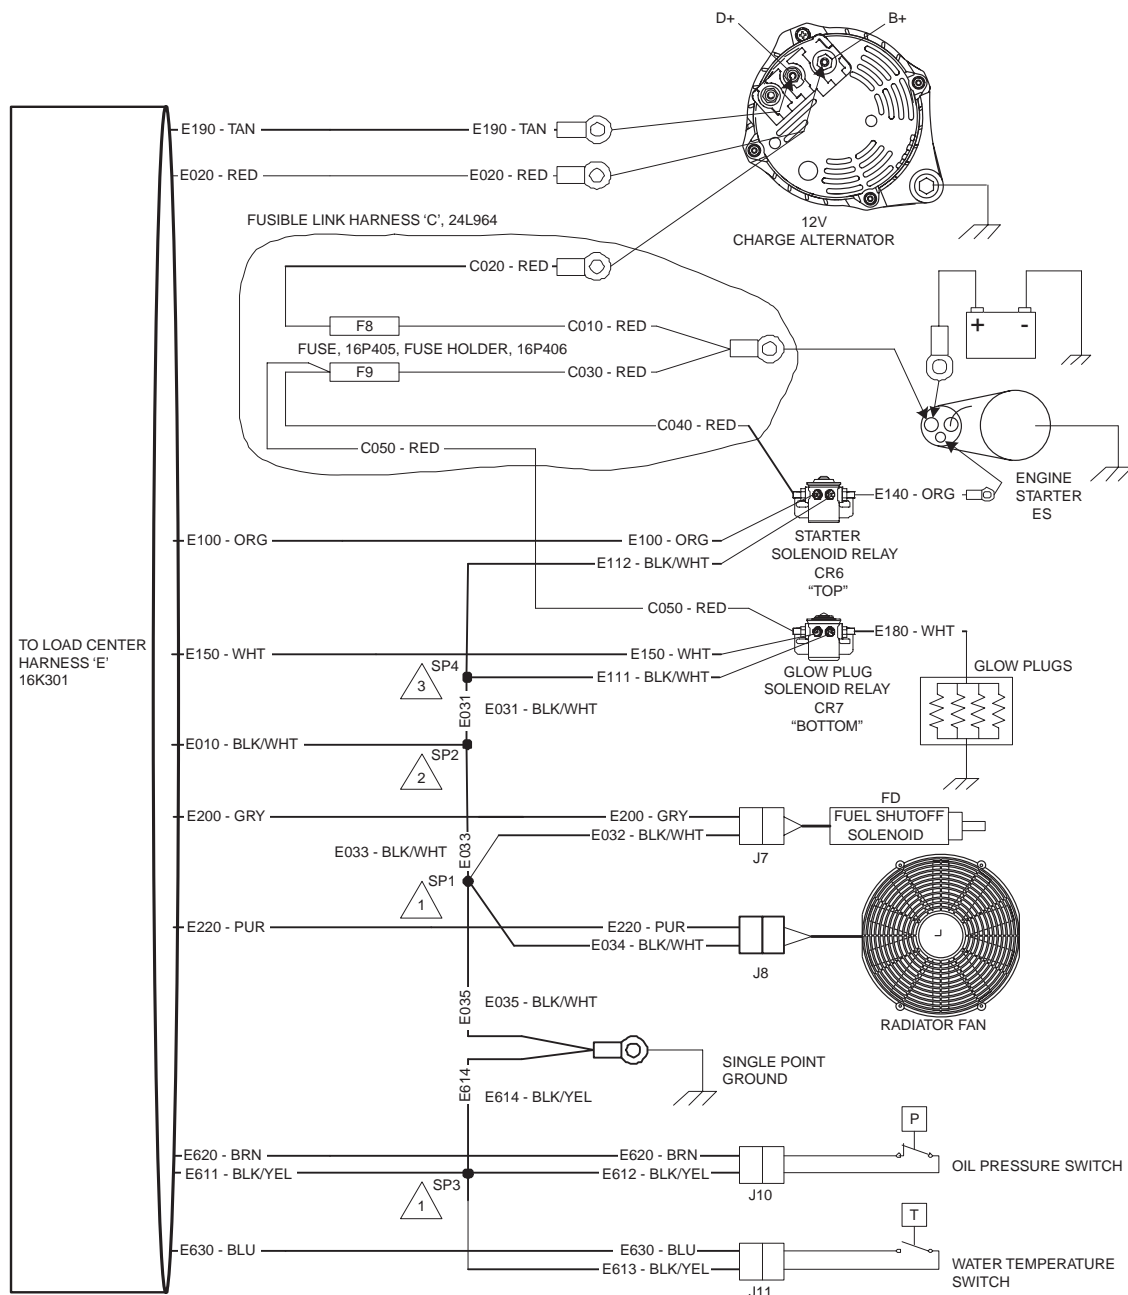 D+
B+
E190 - TAN
E190 - TAN
E020 - RED
E020 - RED
12V
CHARGE ALTERNATOR
FUSIBLE LINK HARNESS ‘C’, 24L964
C020 - RED
F8
C010 - RED
+
-
FUSE, 16P405, FUSE HOLDER, 16P406
F9
C030 - RED
C040 - RED
C050 - RED
ENGINE
STARTER
ES
E140 - ORG
E100 - ORG
E100 - ORG
STARTER
SOLENOID RELAY
CR6
“TOP”
E112 - BLK/WHT
C050 - RED
E180 - WHT
TO LOAD CENTER
HARNESS ‘E’
16K301
E150 - WHT
E150 - WHT
SP4
3
E111 - BLK/WHT
GLOW PLUG
SOLENOID RELAY
CR7
“BOTTOM”
GLOW PLUGS
E031
E031 - BLK/WHT
E010 - BLK/WHT
SP2
2
E200 - GRY
E200 - GRY
E032 - BLK/WHT
J7
FD
FUEL SHUTOFF
SOLENOID
E033
E033 - BLK/WHT
SP1
1
E220 - PUR
E220 - PUR
E034 - BLK/WHT
J8
RADIATOR FAN
E035
E035 - BLK/WHT
SINGLE POINT
GROUND
E614
E614 - BLK/YEL
P
E620 - BRN
E620 - BRN
E611 - BLK/YEL
E612 - BLK/YEL
J10
OIL PRESSURE SWITCH
SP3
1
T
E630 - BLU
E630 - BLU
E613 - BLK/YEL
J11
WATER TEMPERATURE
SWITCH